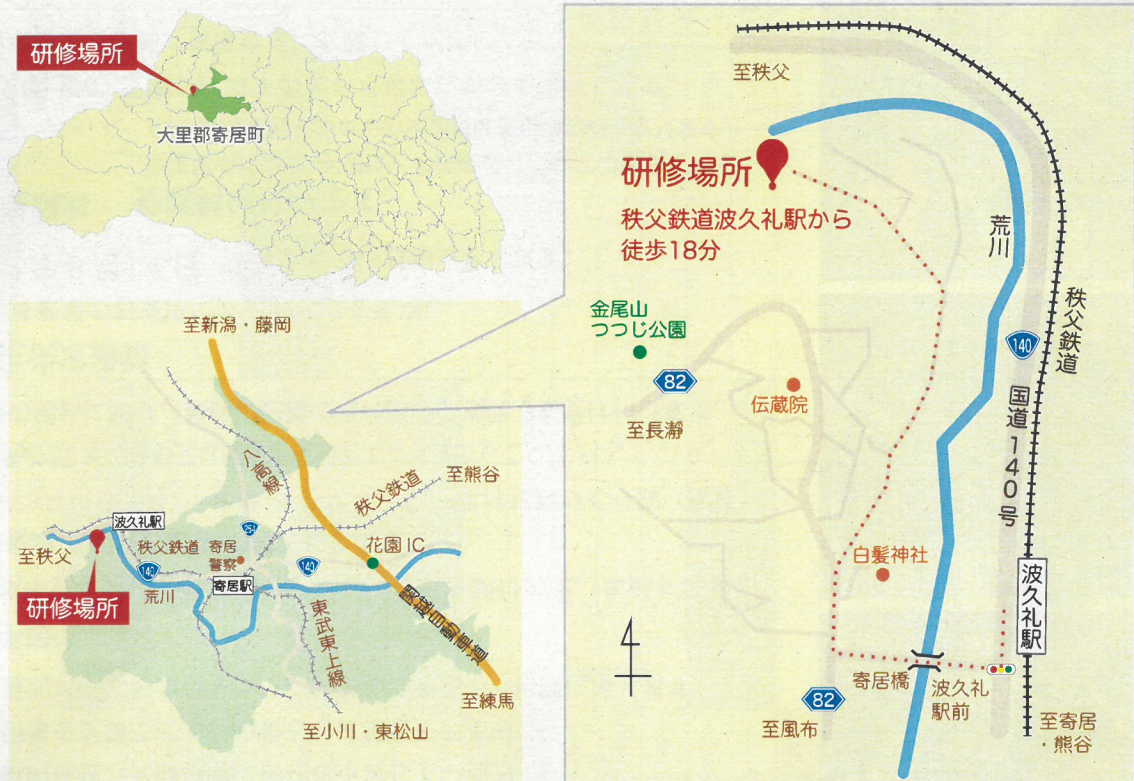 研修場所
大里郡寄居町
至新潟・藤岡
八高線
至熊谷
秩父鉄道
波久礼駅
254
至秩父
秩父鉄道
寄居
警察
花園IC
140
140
寄居駅
荒川
研修場所
東武東上線
関越自動車道
至練馬
至小川・東松山
至秩父
研修場所
秩父鉄道波久礼駅から
徒歩18分
荒川
秩父鉄道
金尾山
つつじ公園
140
82
国道140号
伝蔵院
至長瀞
白髪神社
波久礼駅
寄居橋
波久礼
駅前
82
至風布
至寄居
・熊谷